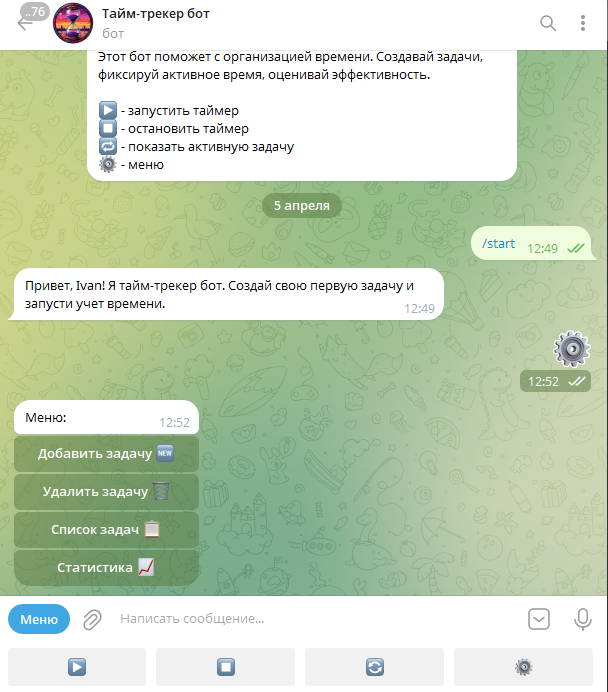 ..76
Тайм-трекер бот
бот
Этот бот поможет с организацией времени. Создавай задачи,
фиксируй активное время, оценивай эффективность.
▶️ - запустить таймер
⏹️ - остановить таймер
🔁 - показать активную задачу
⚙️ - меню
5 апреля
/start 12:49
Привет, Ivan! Я тайм-трекер бот. Создай свою первую задачу и
запусти учет времени.
12:49
⚙️
12:52
Меню:
12:52
Добавить задачу 🆕
Удалить задачу 🗑️
Список задач 📋
Статистика 📈
Меню
Написать сообщение...
▶️ ⏹️ 🔄 ⚙️